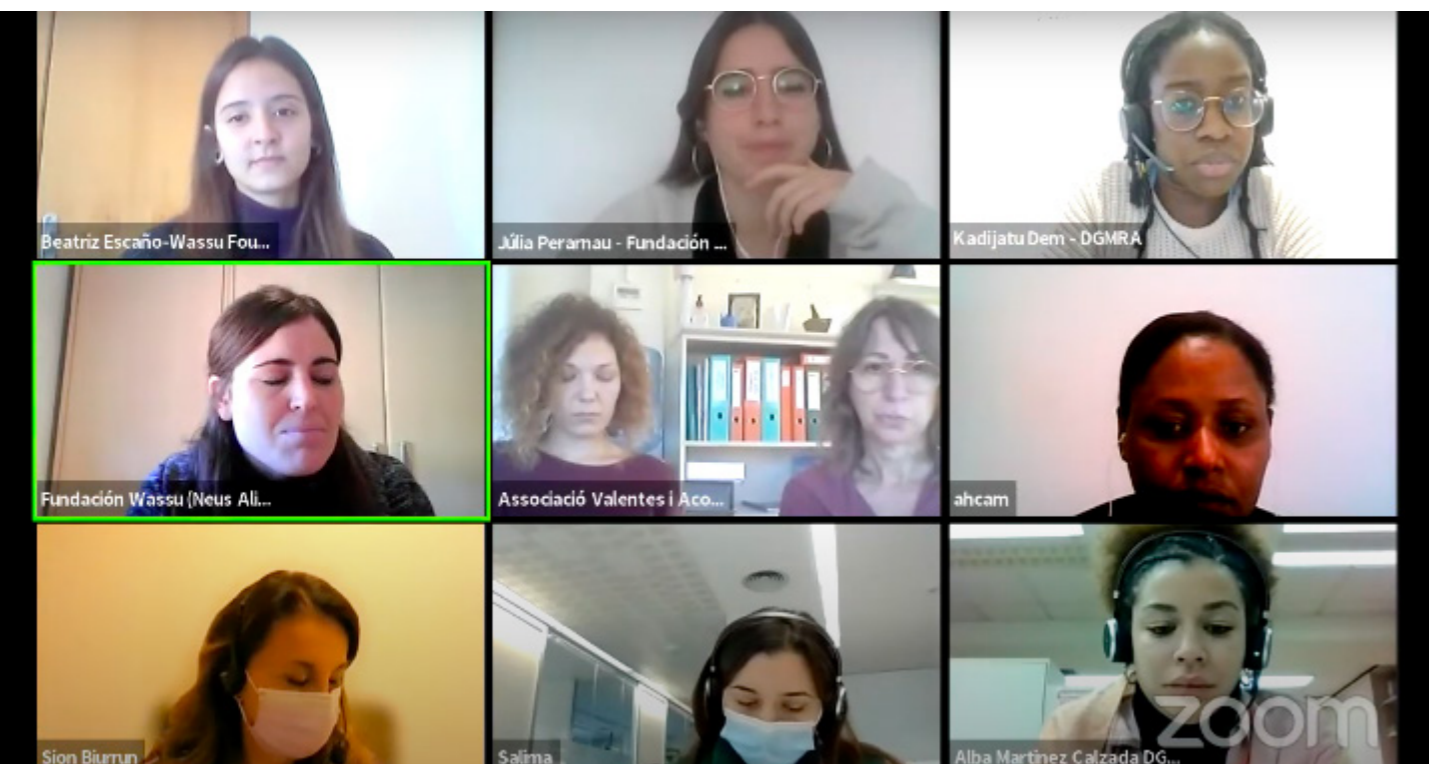 Beatriz Escaño-Wassu Fou...
Júlia Perarnau - Fundación ...
Kadijatu Dem - DGMRA
Fundación Wassu (Neus Ali...
Associació Valentes i Aco...
ahcam
Sion Biurrun
Salima
Alba Martinez Calzada DG...
zoom